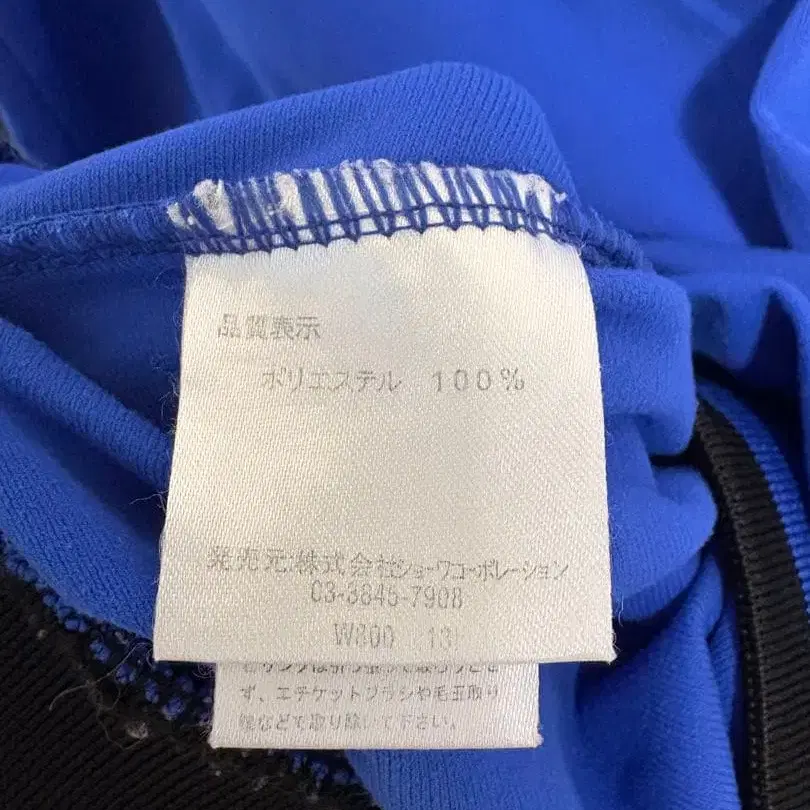 品質表示
ポリエステル 100%
発売元:株式会社ショーワコーポレーション
03-3845-7908
W800 13
ず、エチケットブラシや毛玉取り
機などで取り除いて下さい。